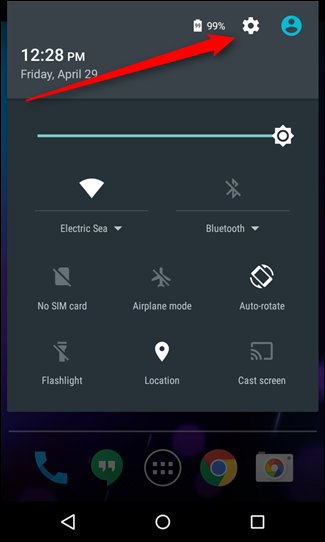 99%
12:28 PM
Friday, April 29
Electric Sea
Bluetooth
No SIM card
Airplane mode
Auto-rotate
Flashlight
Location
Cast screen